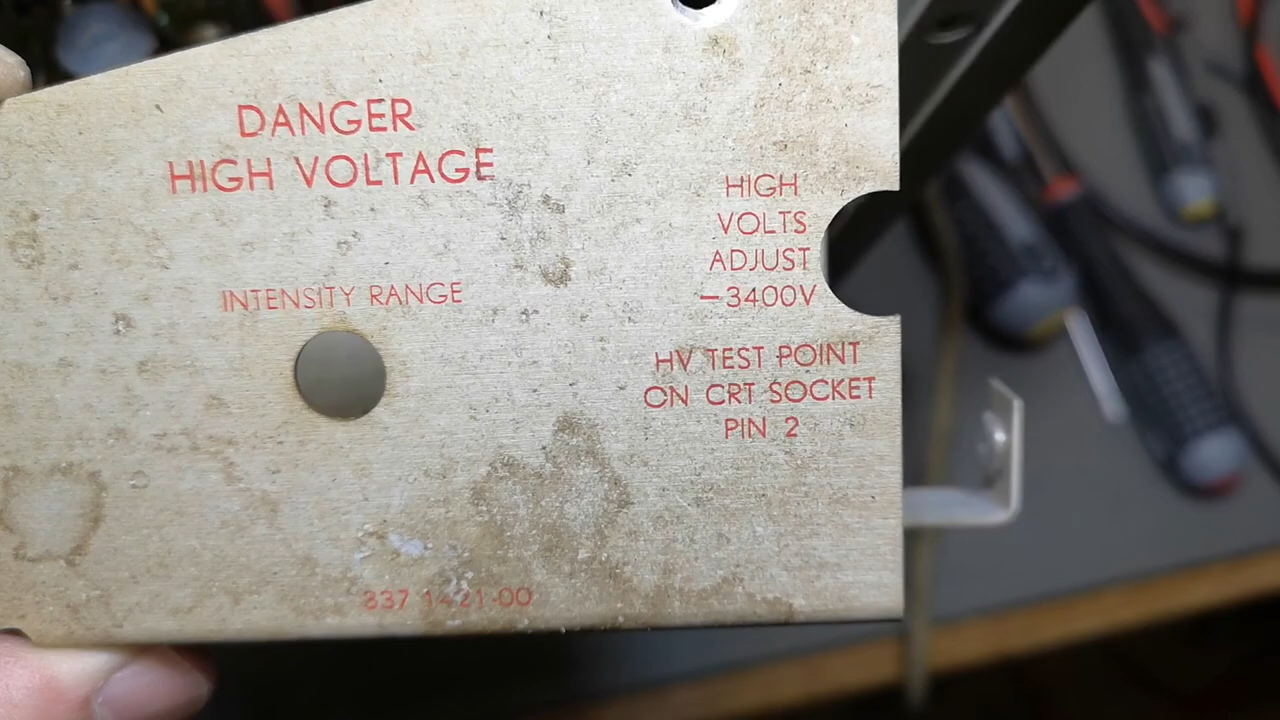 DANGER
HIGH VOLTAGE
INTENSITY RANGE
HIGH
VOLTS
ADJUST
–3400V
HV TEST POINT
ON CRT SOCKET
PIN 2
337 1421-00